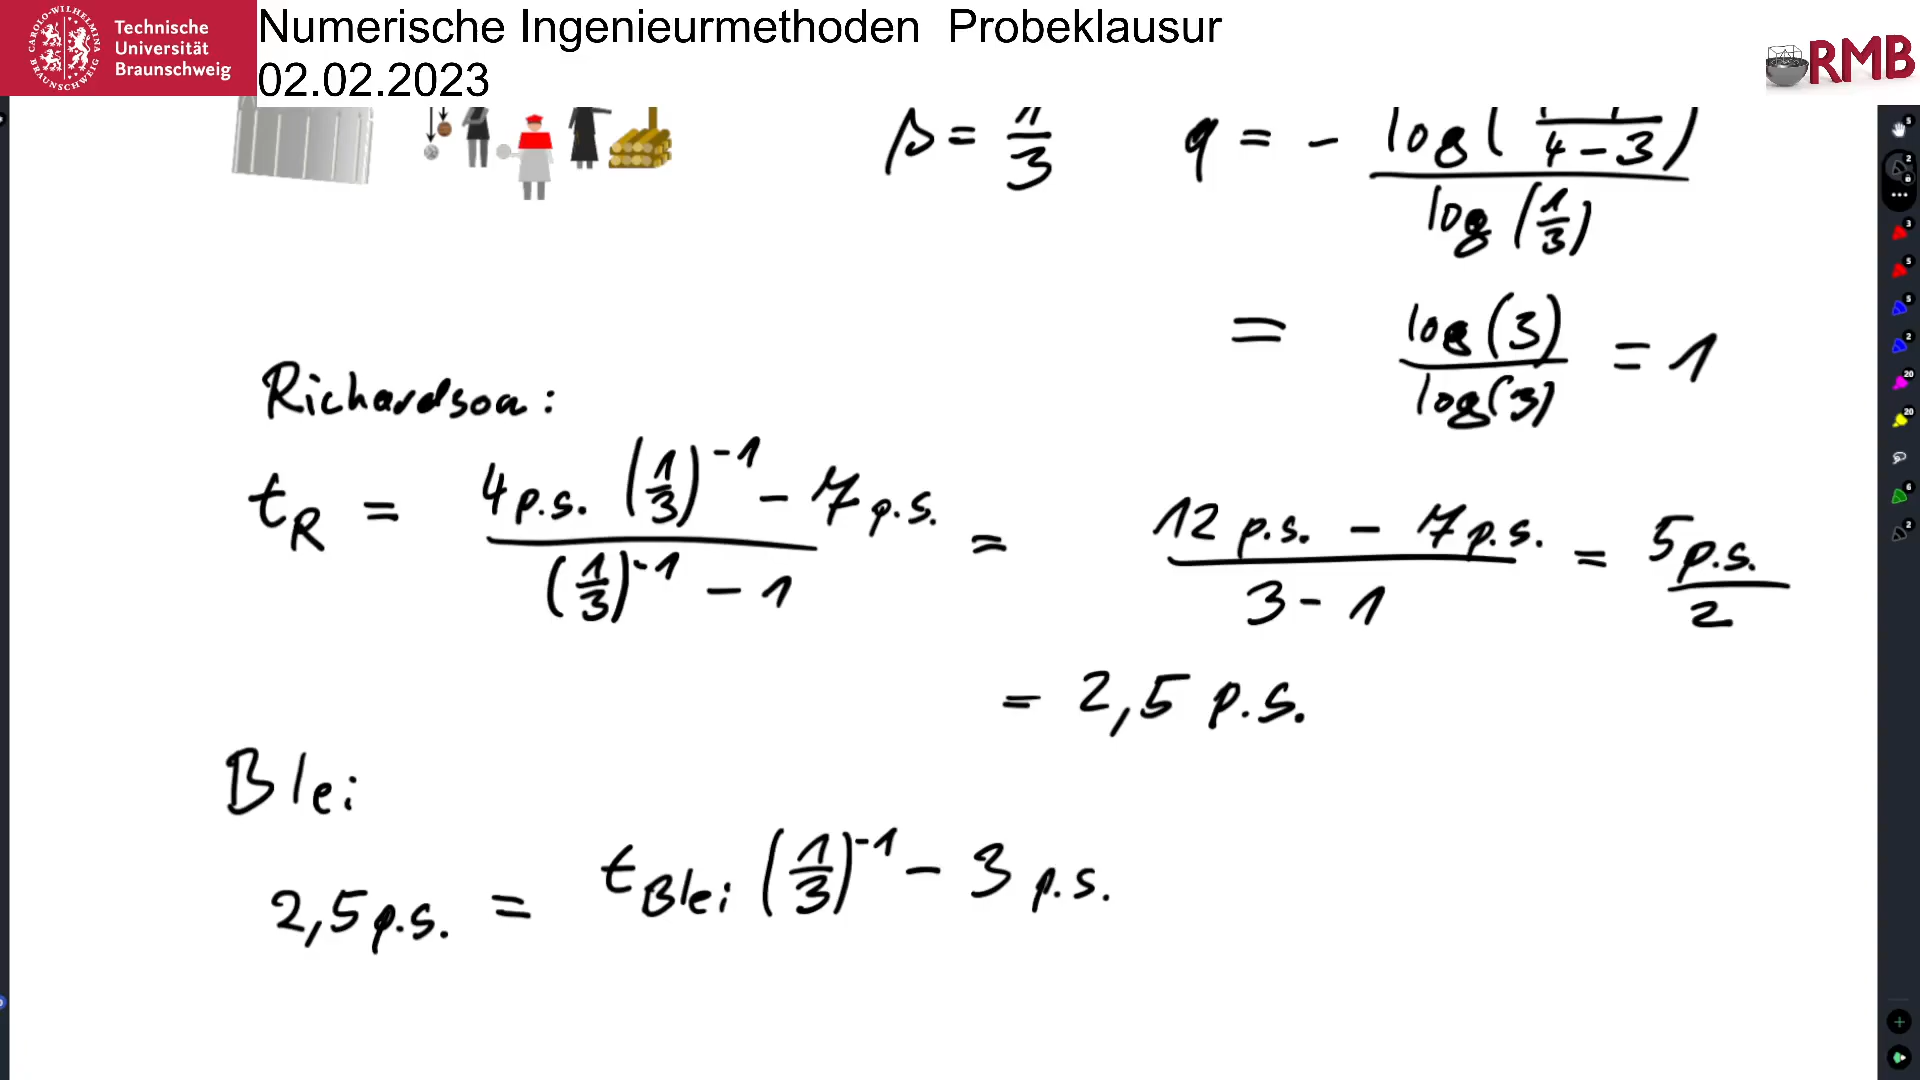 Technische
Universität
Braunschweig
Numerische Ingenieurmethoden Probeklausur
02.02.2023
RMB
β = 1/3 q = - log( /(4-3)) / log(1/3)
= log(3)/log(3) = 1
Richardson:
t_R = (4 p.s. (1/3)^-1 - 7 p.s.) / ((1/3)^-1 - 1) = (12 p.s. - 7 p.s.) / (3 - 1) = 5 p.s. / 2
= 2,5 p.s.
Blei
2,5 p.s. = t_Blei (1/3)^-1 - 3 p.s.